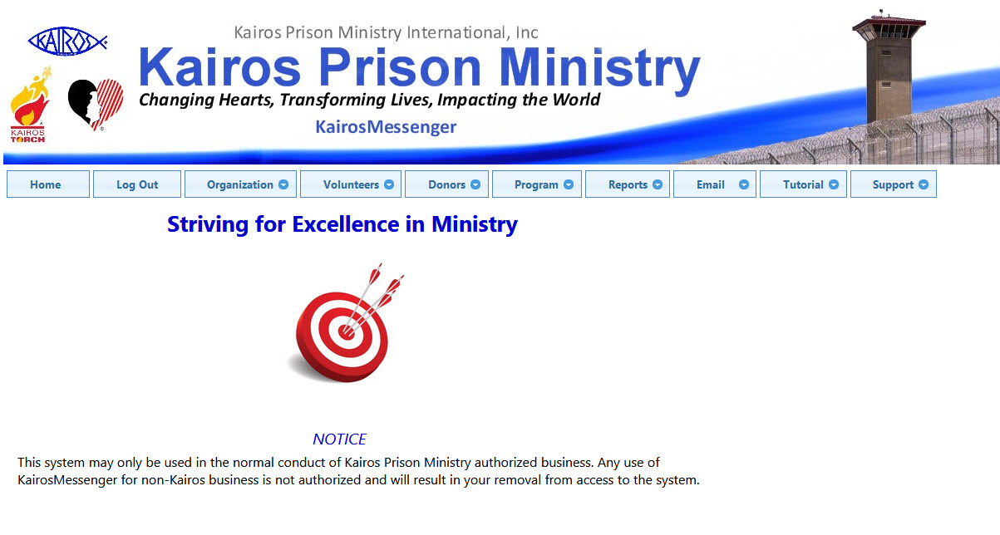 Kairos Prison Ministry International, Inc
KAIROS
Kairos Prison Ministry
Changing Hearts, Transforming Lives, Impacting the World
KairosMessenger
KAIROS
TORCH
®
Home Log Out Organization Volunteers Donors Program Reports Email Tutorial Support
Striving for Excellence in Ministry
NOTICE
This system may only be used in the normal conduct of Kairos Prison Ministry authorized business. Any use of
KairosMessenger for non-Kairos business is not authorized and will result in your removal from access to the system.